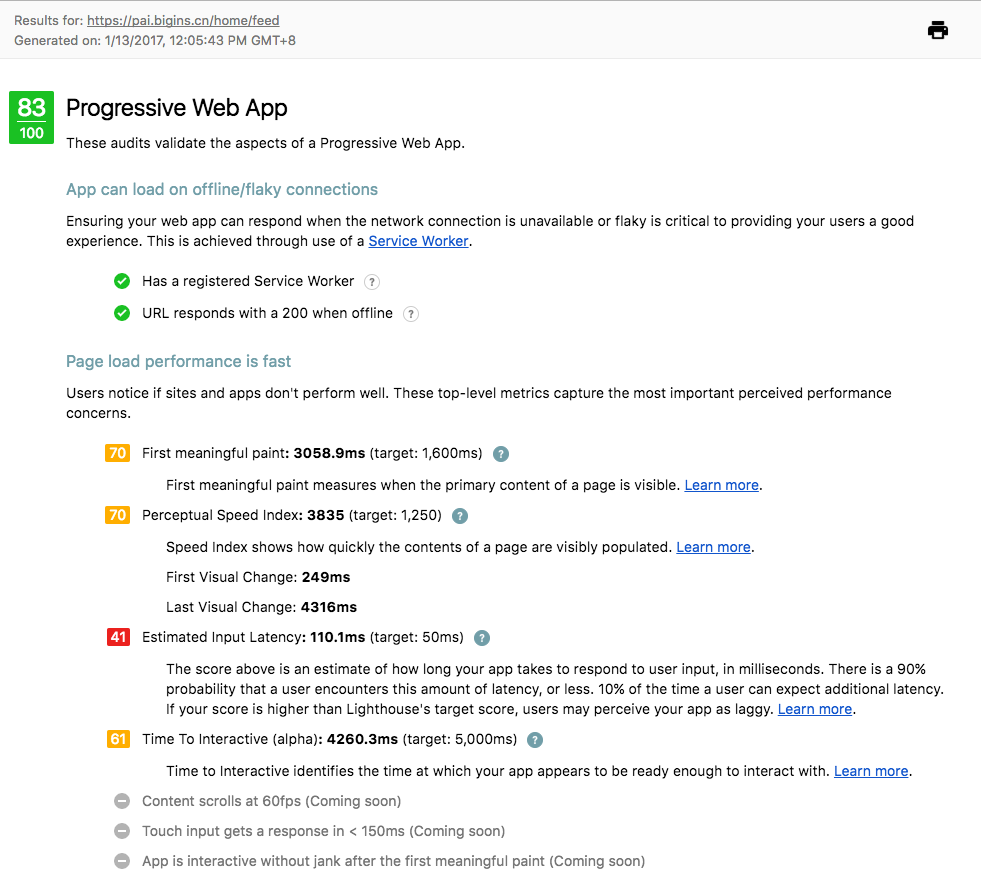 Results for: https://pai.bigins.cn/home/feed
Generated on: 1/13/2017, 12:05:43 PM GMT+8
83
100
Progressive Web App
These audits validate the aspects of a Progressive Web App.
App can load on offline/flaky connections
Ensuring your web app can respond when the network connection is unavailable or flaky is critical to providing your users a good
experience. This is achieved through use of a Service Worker.
Has a registered Service Worker ?
URL responds with a 200 when offline ?
Page load performance is fast
Users notice if sites and apps don't perform well. These top-level metrics capture the most important perceived performance
concerns.
70 First meaningful paint: 3058.9ms (target: 1,600ms) ?
First meaningful paint measures when the primary content of a page is visible. Learn more.
70 Perceptual Speed Index: 3835 (target: 1,250) ?
Speed Index shows how quickly the contents of a page are visibly populated. Learn more.
First Visual Change: 249ms
Last Visual Change: 4316ms
41 Estimated Input Latency: 110.1ms (target: 50ms) ?
The score above is an estimate of how long your app takes to respond to user input, in milliseconds. There is a 90%
probability that a user encounters this amount of latency, or less. 10% of the time a user can expect additional latency.
If your score is higher than Lighthouse's target score, users may perceive your app as laggy. Learn more.
61 Time To Interactive (alpha): 4260.3ms (target: 5,000ms) ?
Time to Interactive identifies the time at which your app appears to be ready enough to interact with. Learn more.
Content scrolls at 60fps (Coming soon)
Touch input gets a response in < 150ms (Coming soon)
App is interactive without jank after the first meaningful paint (Coming soon)